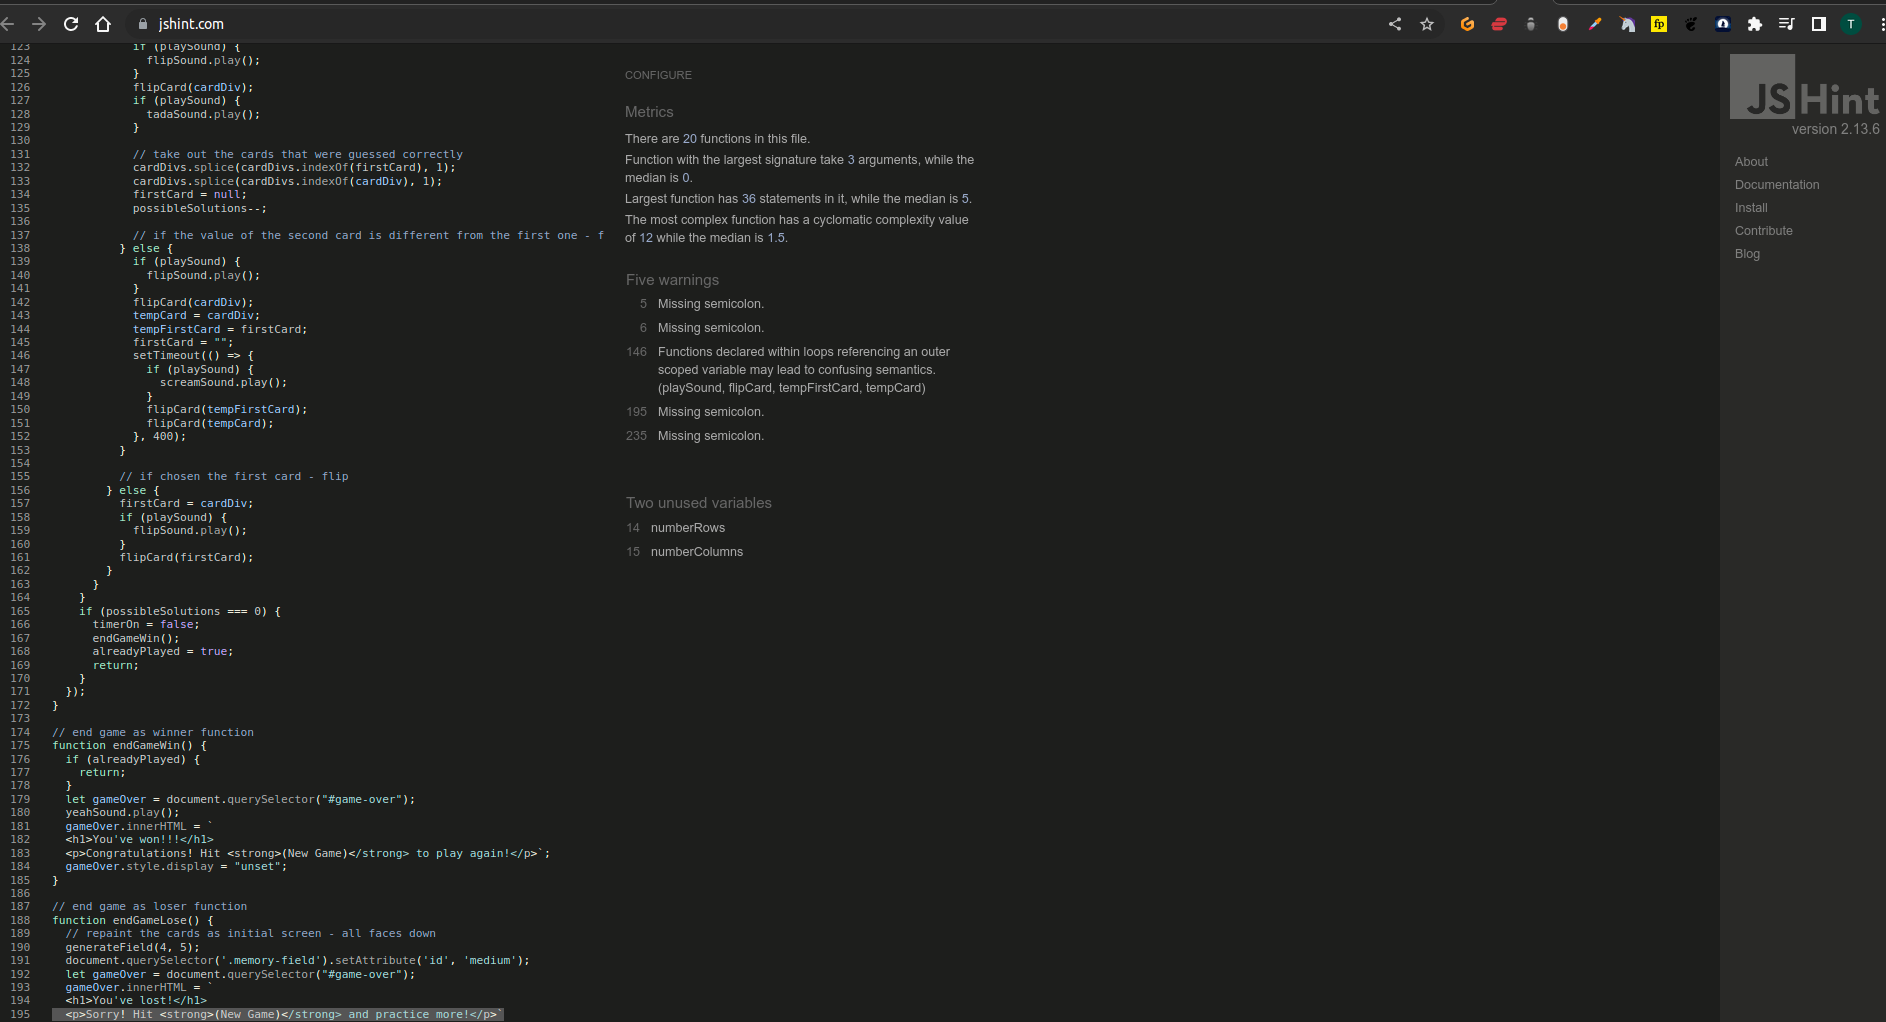 jshint.com
fp
T
123 if (playSound) {
124 flipSound.play();
125 }
126 flipCard(cardDiv);
127 if (playSound) {
128 tadaSound.play();
129 }
130
131 // take out the cards that were guessed correctly
132 cardDivs.splice(cardDivs.indexOf(firstCard), 1);
133 cardDivs.splice(cardDivs.indexOf(cardDiv), 1);
134 firstCard = null;
135 possibleSolutions--;
136
137 // if the value of the second card is different from the first one - f
138 } else {
139 if (playSound) {
140 flipSound.play();
141 }
142 flipCard(cardDiv);
143 tempCard = cardDiv;
144 tempFirstCard = firstCard;
145 firstCard = "";
146 setTimeout(() => {
147 if (playSound) {
148 screamSound.play();
149 }
150 flipCard(tempFirstCard);
151 flipCard(tempCard);
152 }, 400);
153 }
154
155 // if chosen the first card - flip
156 } else {
157 firstCard = cardDiv;
158 if (playSound) {
159 flipSound.play();
160 }
161 flipCard(firstCard);
162 }
163 }
164 }
165 if (possibleSolutions === 0) {
166 timerOn = false;
167 endGameWin();
168 alreadyPlayed = true;
169 return;
170 }
171 });
172 }
173
174 // end game as winner function
175 function endGameWin() {
176 if (alreadyPlayed) {
177 return;
178 }
179 let gameOver = document.querySelector("#game-over");
180 yeahSound.play();
181 gameOver.innerHTML = `
182 <h1>You've won!!!</h1>
183 <p>Congratulations! Hit <strong>(New Game)</strong> to play again!</p>`;
184 gameOver.style.display = "unset";
185 }
186
187 // end game as loser function
188 function endGameLose() {
189 // repaint the cards as initial screen - all faces down
190 generateField(4, 5);
191 document.querySelector('.memory-field').setAttribute('id', 'medium');
192 let gameOver = document.querySelector("#game-over");
193 gameOver.innerHTML = `
194 <h1>You've lost!</h1>
195 <p>Sorry! Hit <strong>(New Game)</strong> and practice more!</p>`
CONFIGURE
Metrics
There are 20 functions in this file.
Function with the largest signature take 3 arguments, while the
median is 0.
Largest function has 36 statements in it, while the median is 5.
The most complex function has a cyclomatic complexity value
of 12 while the median is 1.5.
Five warnings
5 Missing semicolon.
6 Missing semicolon.
146 Functions declared within loops referencing an outer
scoped variable may lead to confusing semantics.
(playSound, flipCard, tempFirstCard, tempCard)
195 Missing semicolon.
235 Missing semicolon.
Two unused variables
14 numberRows
15 numberColumns
JSHint
version 2.13.6
About
Documentation
Install
Contribute
Blog